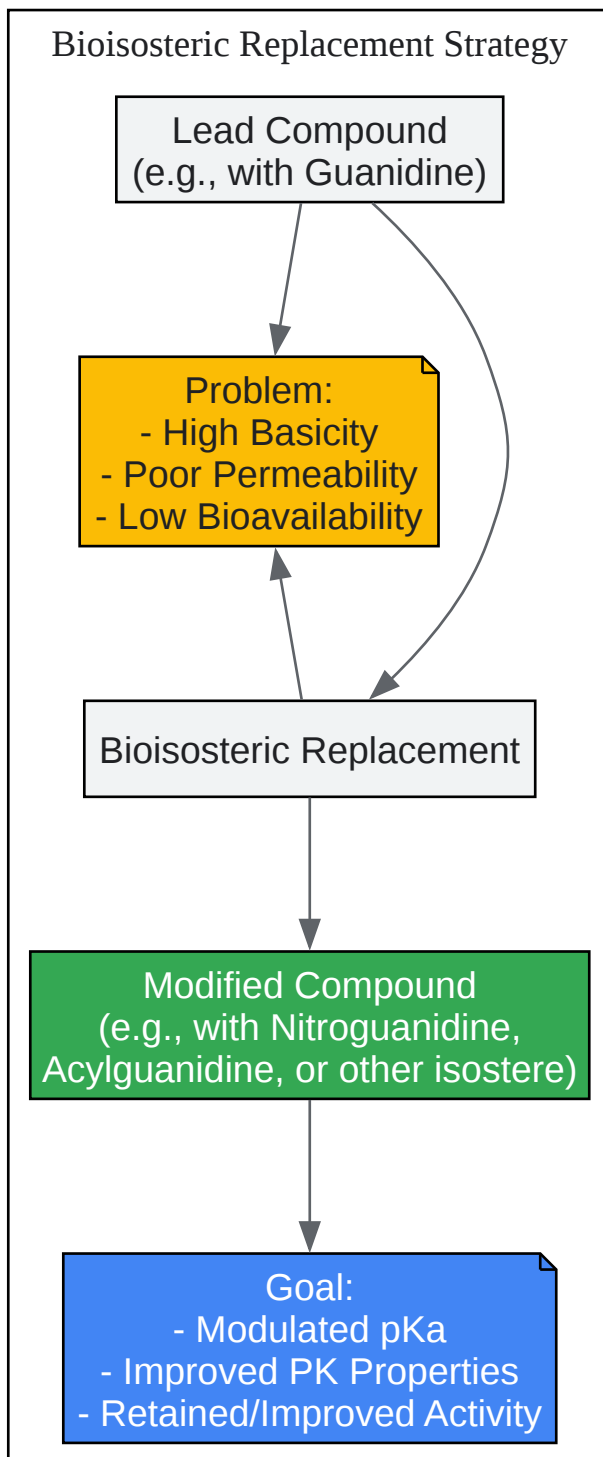 Bioisosteric Replacement Strategy
Lead Compound
(e.g., with Guanidine)
Problem:
- High Basicity
- Poor Permeability
- Low Bioavailability
Bioisosteric Replacement
Modified Compound
(e.g., with Nitroguanidine,
Acylguanidine, or other isostere)
Goal:
- Modulated pKa
- Improved PK Properties
- Retained/Improved Activity